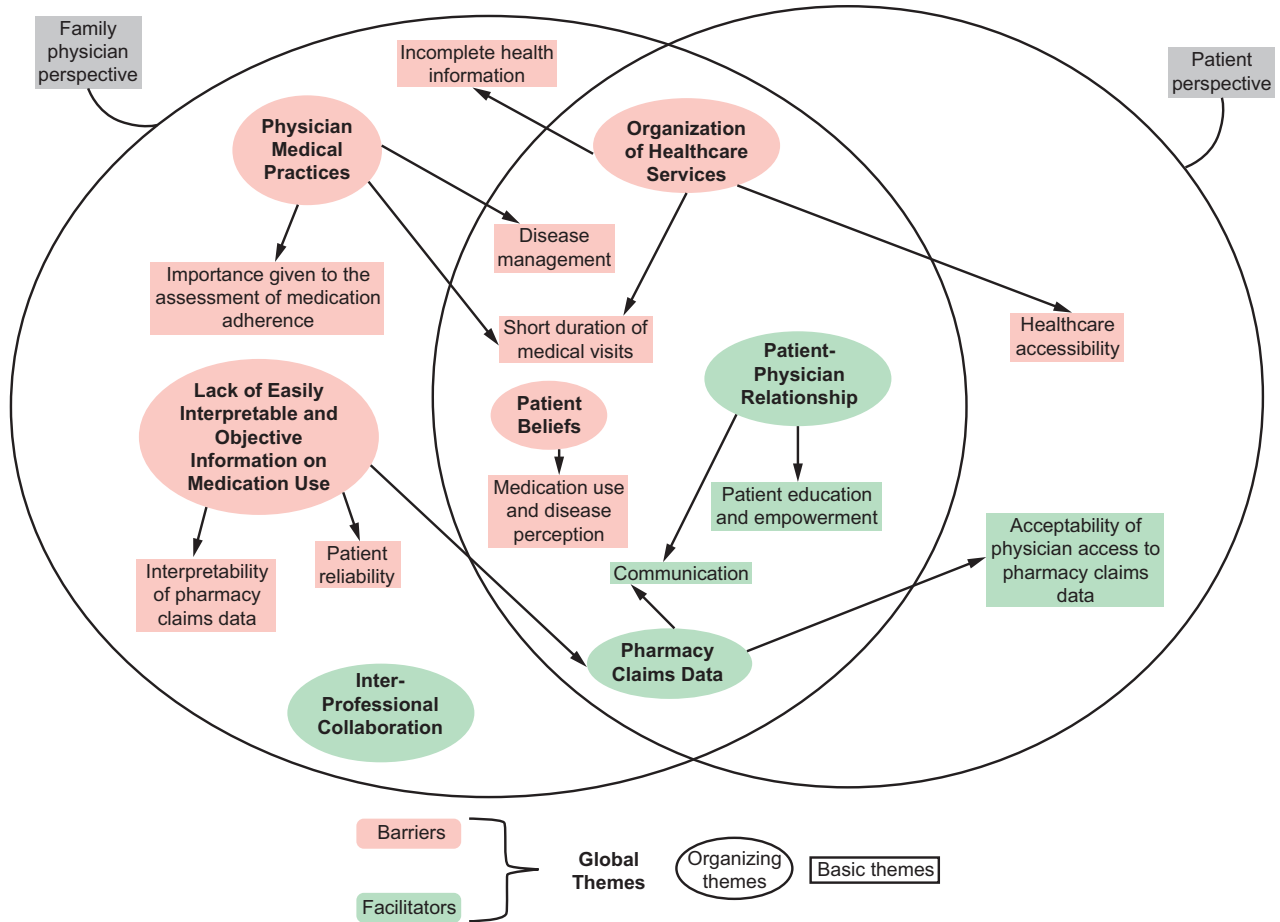 Family
physician
perspective
Patient
perspective
Incomplete health
information
Physician
Medical
Practices
Organization
of Healthcare
Services
Disease
management
Importance given to the
assessment of medication
adherence
Short duration of
medical visits
Healthcare
accessibility
Patient-
Physician
Relationship
Lack of Easily
Interpretable and
Objective
Information on
Medication Use
Patient
Beliefs
Medication use
and disease
perception
Patient education
and empowerment
Acceptability of
physician access to
pharmacy claims
data
Interpretability
of pharmacy
claims data
Patient
reliability
Communication
Pharmacy
Claims Data
Inter-
Professional
Collaboration
Barriers
Facilitators
Global
Themes
Organizing
themes
Basic themes